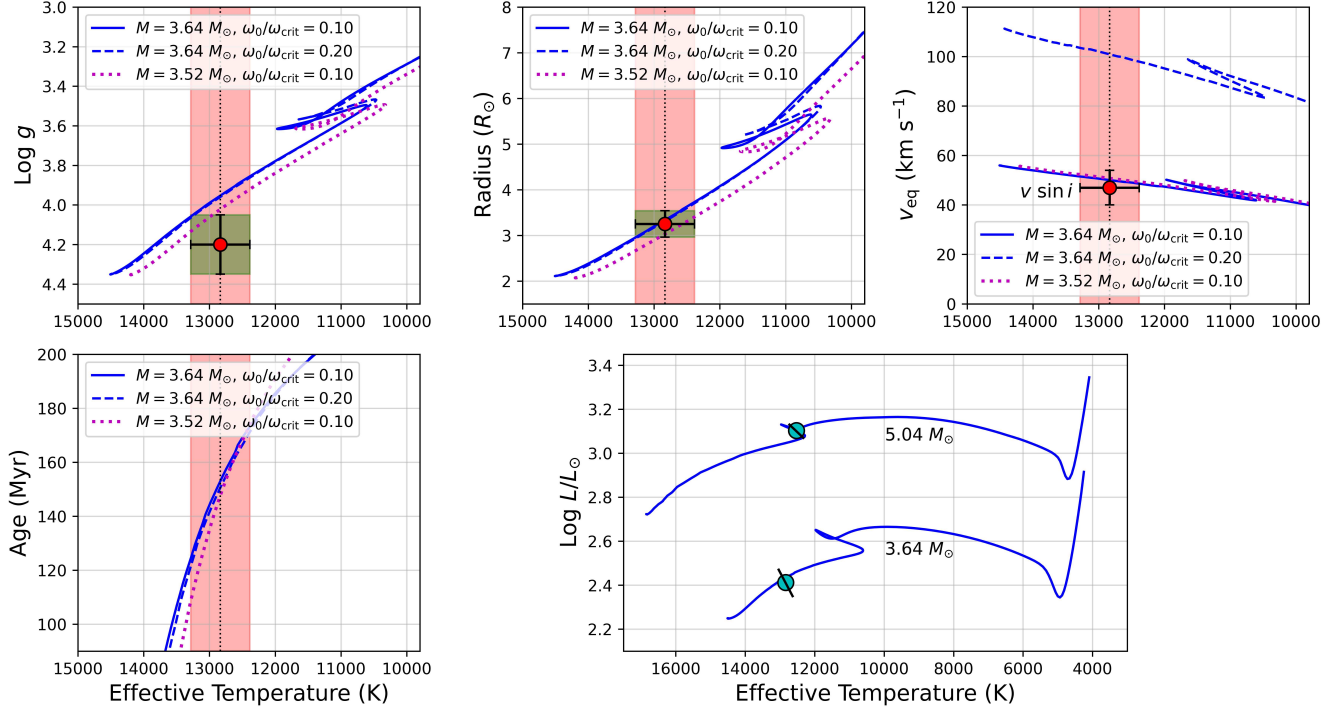 3.0
3.2
3.4
3.6
3.8
4.0
4.2
4.4
Log g
M = 3.64 M⊙, ω0/ωcrit = 0.10
M = 3.64 M⊙, ω0/ωcrit = 0.20
M = 3.52 M⊙, ω0/ωcrit = 0.10
15000 14000 13000 12000 11000 10000
8
7
6
5
4
3
2
Radius (R⊙)
M = 3.64 M⊙, ω0/ωcrit = 0.10
M = 3.64 M⊙, ω0/ωcrit = 0.20
M = 3.52 M⊙, ω0/ωcrit = 0.10
15000 14000 13000 12000 11000 10000
120
100
80
60
40
20
0
veq (km s−1)
v sin i
M = 3.64 M⊙, ω0/ωcrit = 0.10
M = 3.64 M⊙, ω0/ωcrit = 0.20
M = 3.52 M⊙, ω0/ωcrit = 0.10
15000 14000 13000 12000 11000 10000
200
180
160
140
120
100
Age (Myr)
M = 3.64 M⊙, ω0/ωcrit = 0.10
M = 3.64 M⊙, ω0/ωcrit = 0.20
M = 3.52 M⊙, ω0/ωcrit = 0.10
15000 14000 13000 12000 11000 10000
Effective Temperature (K)
3.4
3.2
3.0
2.8
2.6
2.4
2.2
Log L/L⊙
5.04 M⊙
3.64 M⊙
16000 14000 12000 10000 8000 6000 4000
Effective Temperature (K)